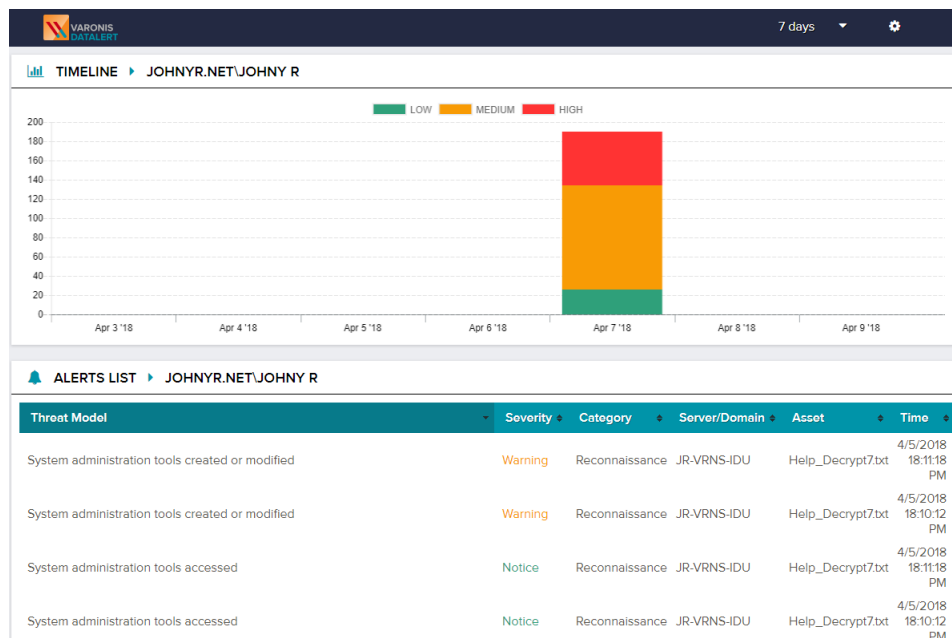 VARONIS
DATALERT
7 days
TIMELINE JOHNYR.NET\JOHNY R
LOW MEDIUM HIGH
200
180
160
140
120
100
80
60
40
20
0
Apr 3 '18 Apr 4 '18 Apr 5 '18 Apr 6 '18 Apr 7 '18 Apr 8 '18 Apr 9 '18
ALERTS LIST JOHNYR.NET\JOHNY R
Threat Model Severity Category Server/Domain Asset Time
System administration tools created or modified Warning Reconnaissance JR-VRNS-IDU Help_Decrypt7.txt 4/5/2018 18:11:18 PM
System administration tools created or modified Warning Reconnaissance JR-VRNS-IDU Help_Decrypt7.txt 4/5/2018 18:10:12 PM
System administration tools accessed Notice Reconnaissance JR-VRNS-IDU Help_Decrypt7.txt 4/5/2018 18:11:18 PM
System administration tools accessed Notice Reconnaissance JR-VRNS-IDU Help_Decrypt7.txt 4/5/2018 18:10:12 PM